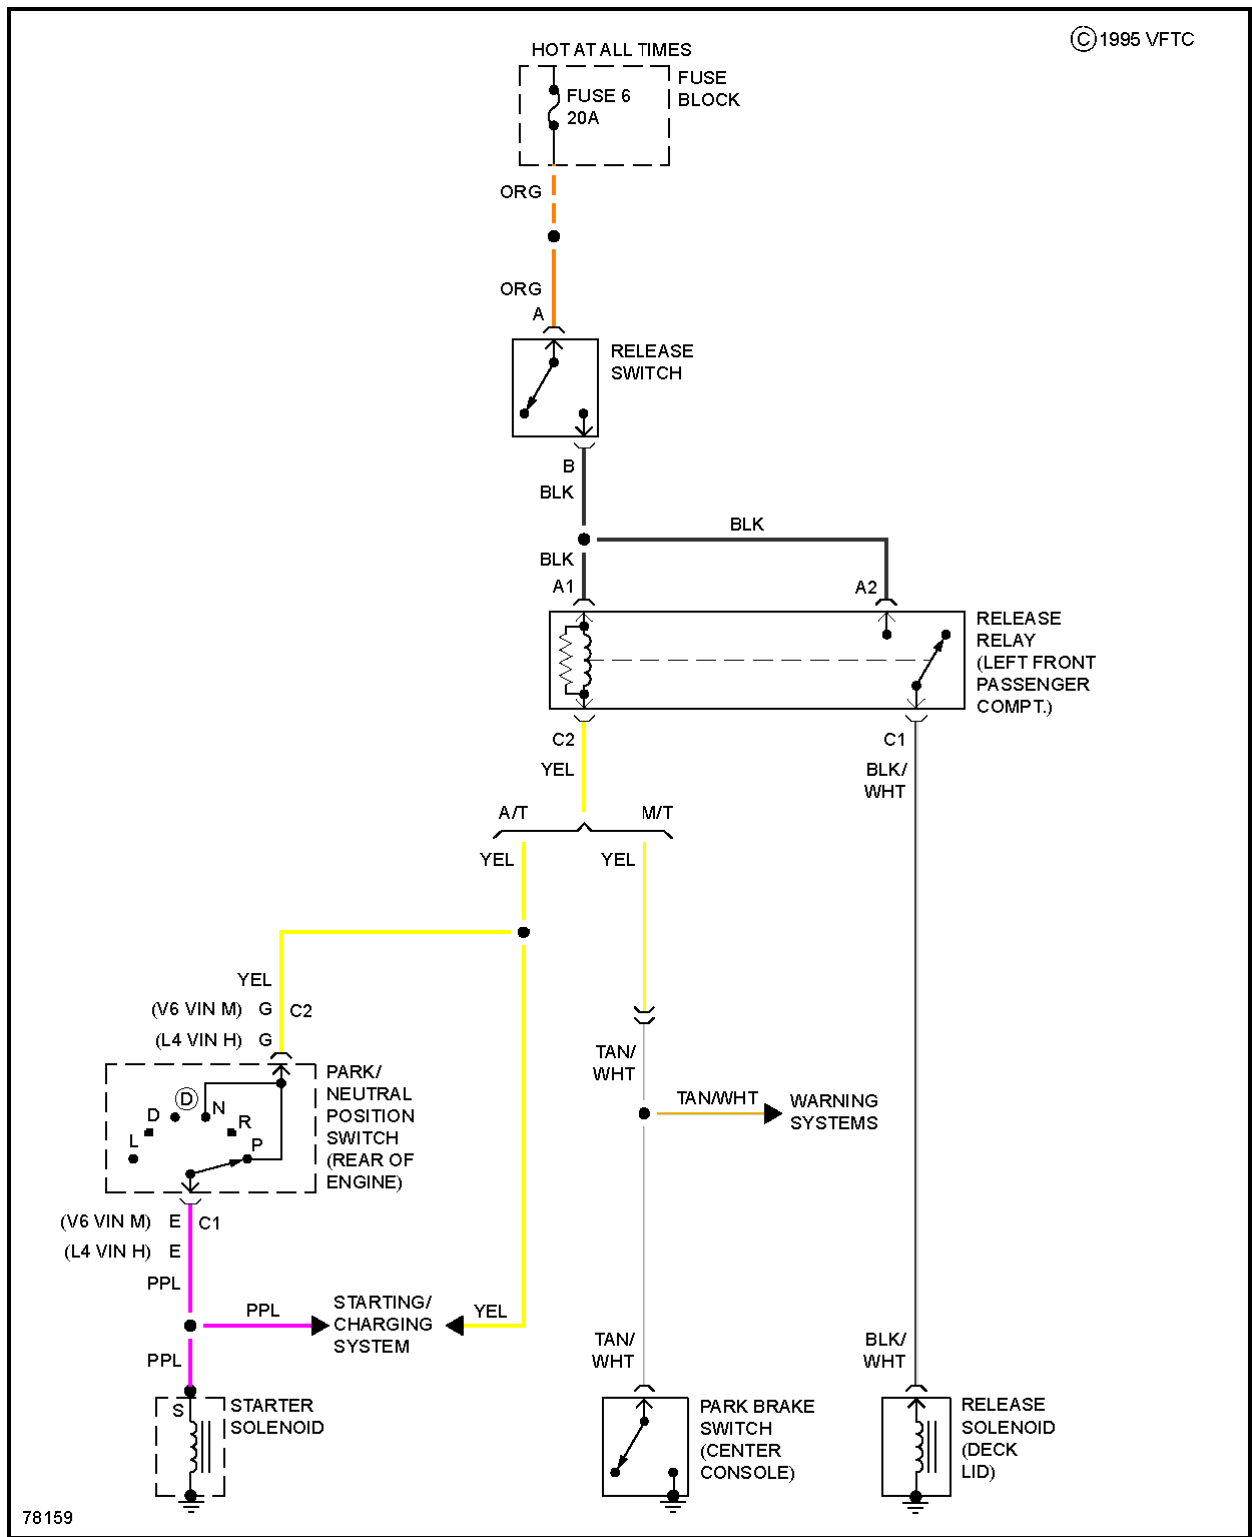 HOT AT ALL TIMES
Ⓒ 1995 VFTC
FUSE 6
20A
FUSE
BLOCK
ORG
ORG
A
RELEASE
SWITCH
B
BLK
BLK
BLK
A1
A2
RELEASE
RELAY
(LEFT FRONT
PASSENGER
COMPT.)
C2
YEL
C1
BLK/
WHT
A/T
M/T
YEL
YEL
YEL
(V6 VIN M) G
C2
(L4 VIN H) G
PARK/
NEUTRAL
POSITION
SWITCH
(REAR OF
ENGINE)
L
D
Ⓓ
N
R
P
TAN/
WHT
TAN/WHT
WARNING
SYSTEMS
(V6 VIN M) E
C1
(L4 VIN H) E
PPL
PPL
STARTING/
CHARGING
SYSTEM
YEL
PPL
TAN/
WHT
BLK/
WHT
S
STARTER
SOLENOID
PARK BRAKE
SWITCH
(CENTER
CONSOLE)
RELEASE
SOLENOID
(DECK
LID)
78159